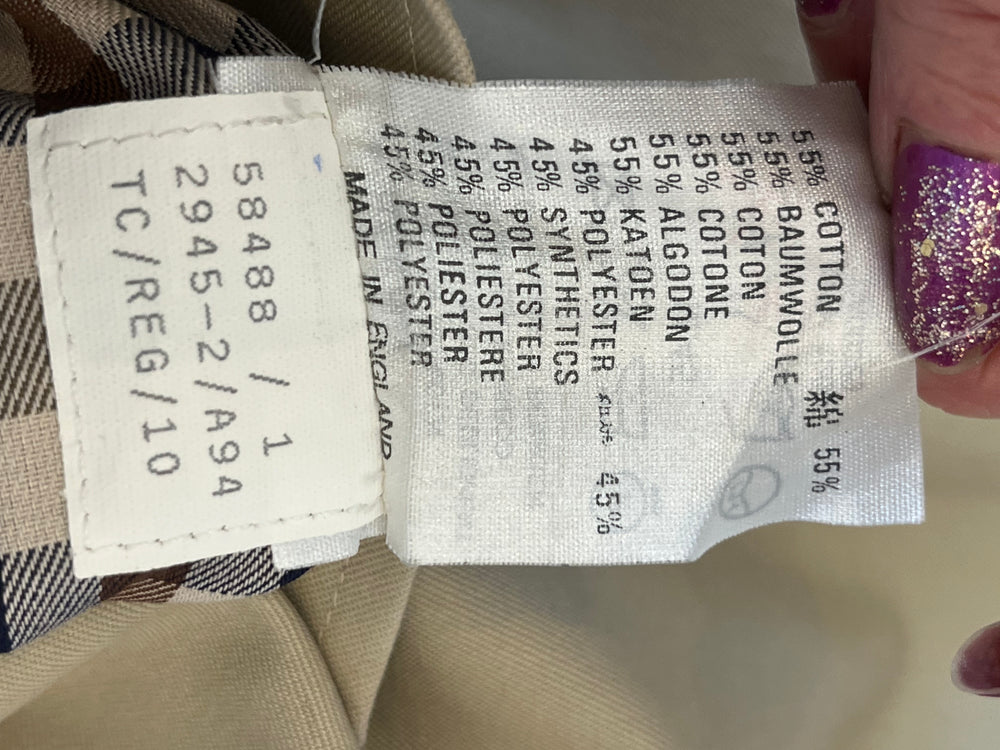 55% COTTON 綿 55%
55% BAUMWOLLE
55% COTON
55% COTONE
55% ALGODON
55% KATOEN
45% POLYESTER 45%
45% SYNTHETICS
45% POLYESTER
45% POLIESTERE
45% POLIESTER
45% POLYESTER
MADE IN ENGLAND
58488 / 1
2945-2/A94
TC/REG/10